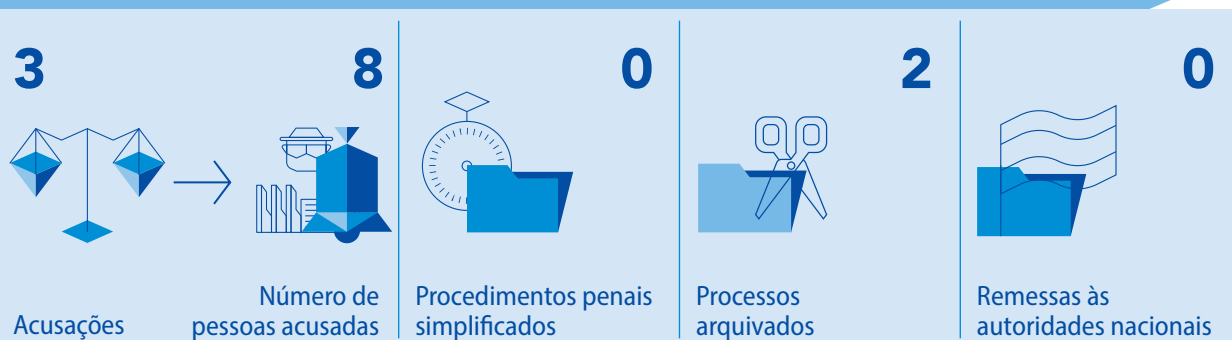 3
8
0
2
0
Acusações
Número de
pessoas acusadas
Procedimentos penais
simplificados
Processos
arquivados
Remessas às
autoridades nacionais